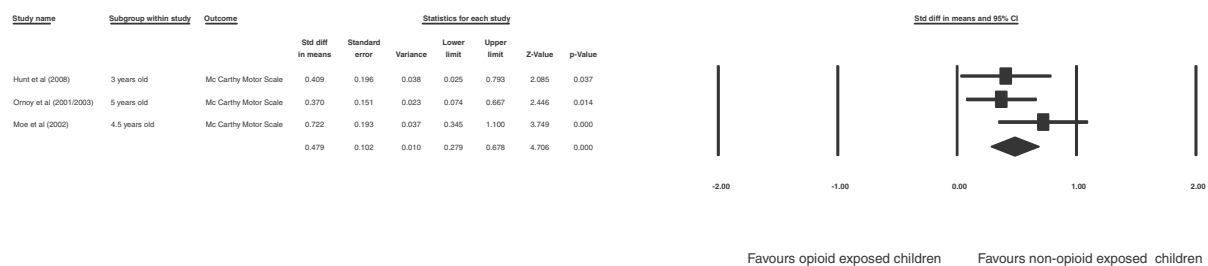 Study name Subgroup within study Outcome Statistics for each study Std diff in means and 95% CI
Std diff Standard Lower Upper
in means error Variance limit limit Z-Value p-Value
Hunt et al (2008) 3 years old Mc Carthy Motor Scale 0.409 0.196 0.038 0.025 0.793 2.085 0.037
Ornoy et al (2001/2003) 5 years old Mc Carthy Motor Scale 0.370 0.151 0.023 0.074 0.667 2.446 0.014
Moe et al (2002) 4.5 years old Mc Carthy Motor Scale 0.722 0.193 0.037 0.345 1.100 3.749 0.000
0.479 0.102 0.010 0.279 0.678 4.706 0.000
-2.00 -1.00 0.00 1.00 2.00
Favours opioid exposed children Favours non-opioid exposed children